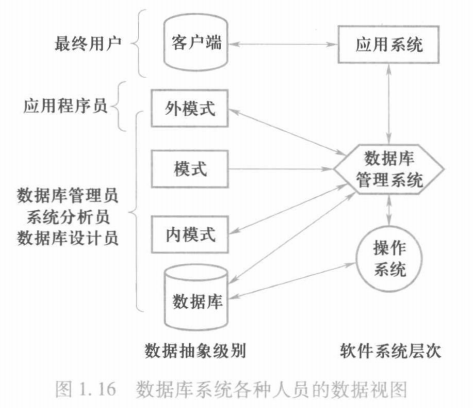 最终用户
客户端
应用系统
应用程序员
外模式
模式
数据库
管理系统
数据库管理员
系统分析员
数据库设计员
内模式
操作
系统
数据库
数据抽象级别
软件系统层次
图 1.16 数据库系统各种人员的数据视图